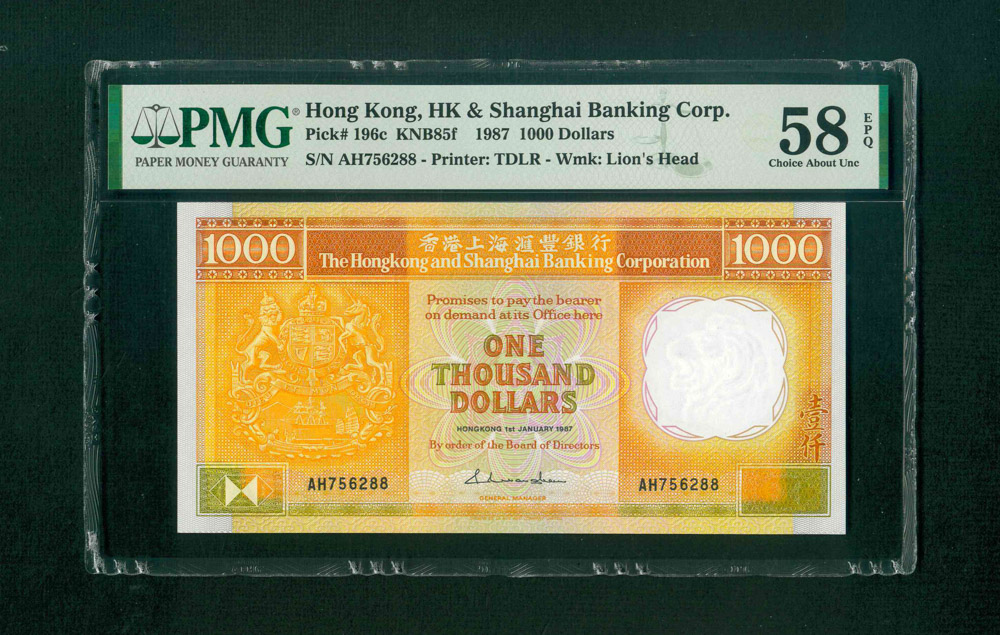 PMG®
PAPER MONEY GUARANTY
Hong Kong, HK & Shanghai Banking Corp.
Pick# 196c KNB85f 1987 1000 Dollars
S/N AH756288 - Printer: TDLR - Wmk: Lion's Head
58 EPQ
Choice About Unc
1000
香港上海滙豐銀行
The Hongkong and Shanghai Banking Corporation
1000
Promises to pay the bearer
on demand at its Office here
ONE
THOUSAND
DOLLARS
HONGKONG 1st JANUARY 1987
By order of the Board of Directors
壹仟
AH756288
AH756288
GENERAL MANAGER